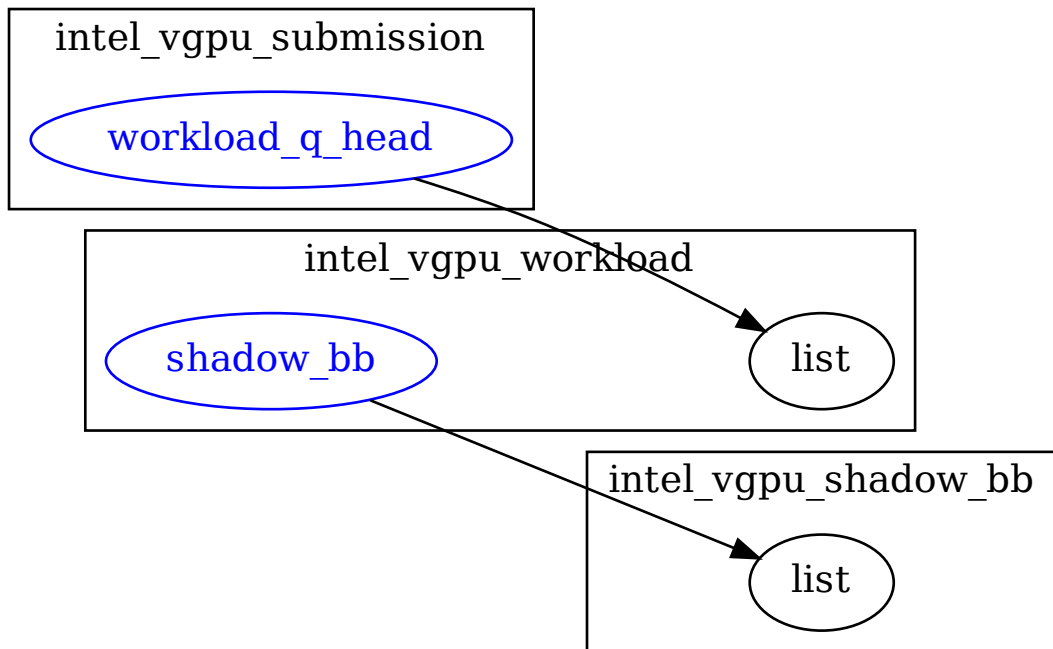 intel_vgpu_submission
workload_q_head
intel_vgpu_workload
shadow_bb
list
intel_vgpu_shadow_bb
list